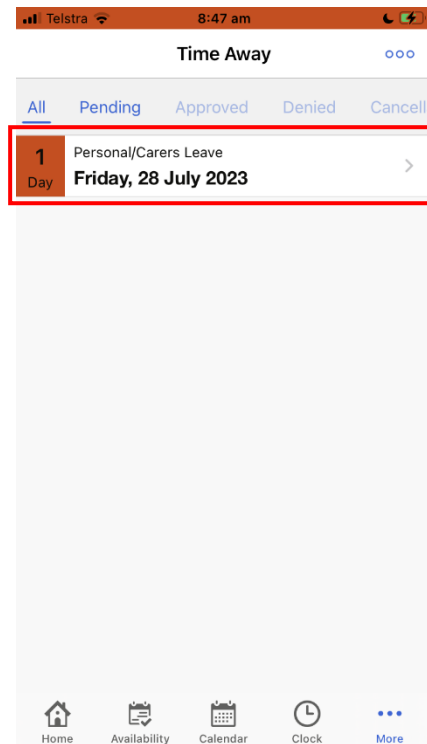 Telstra 8:47 am
Time Away
All Pending Approved Denied Cancell
1
Day
Personal/Carers Leave
Friday, 28 July 2023
Home Availability Calendar Clock More